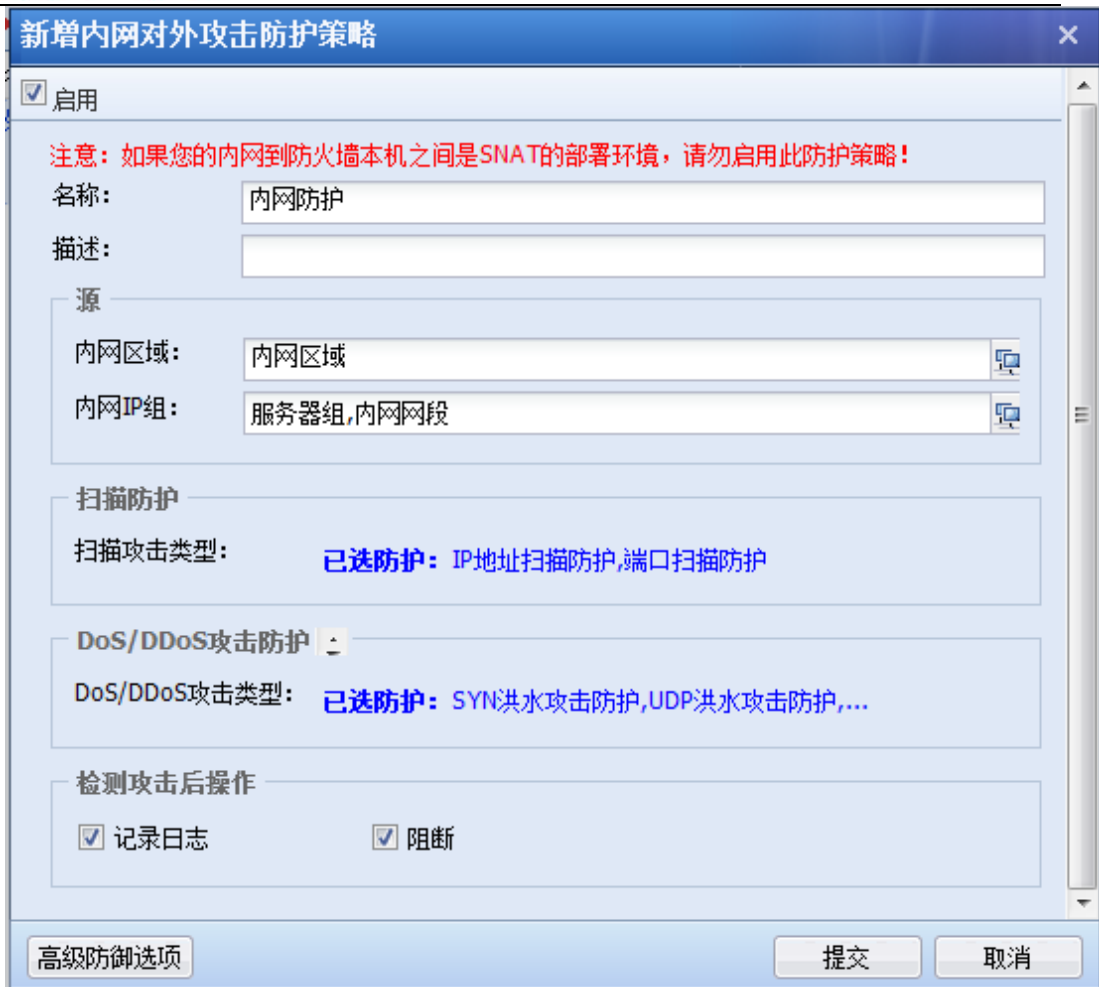 新增内网对外攻击防护策略
启用
注意：如果您的内网到防火墙本机之间是SNAT的部署环境，请勿启用此防护策略！
名称： 内网防护
描述：
源
内网区域： 内网区域
内网IP组： 服务器组,内网网段
扫描防护
扫描攻击类型： 已选防护：IP地址扫描防护,端口扫描防护
DoS/DDoS攻击防护
DoS/DDoS攻击类型： 已选防护：SYN洪水攻击防护,UDP洪水攻击防护,...
检测攻击后操作
记录日志 阻断
高级防御选项 提交 取消